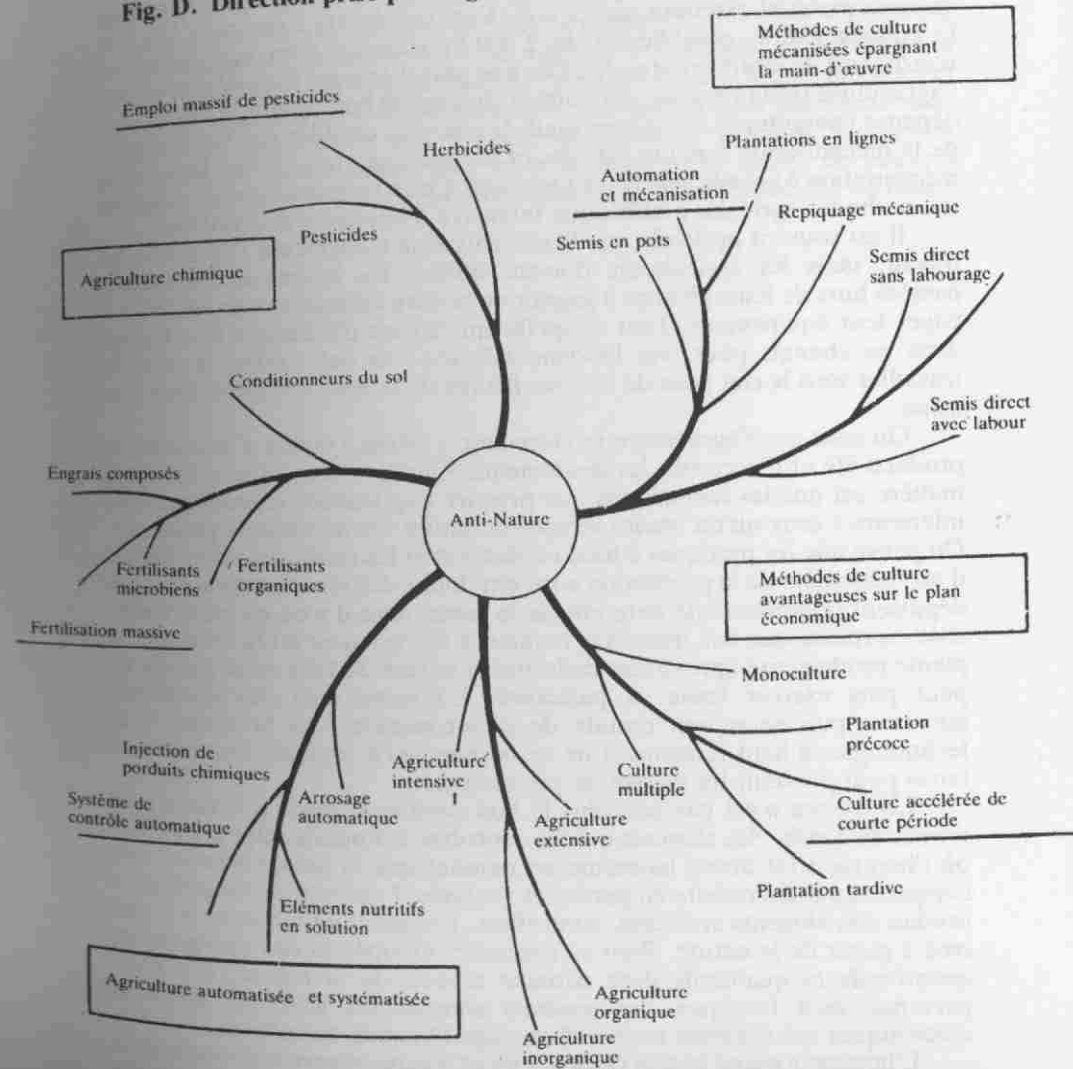 Fig. D. Direction
Méthodes de culture
mécanisées épargnant
la main-d'œuvre
Emploi massif de pesticides
Herbicides
Plantations en lignes
Automation
et mécanisation
Repiquage mécanique
Pesticides
Semis en pots
Semis direct
sans labourage
Agriculture chimique
Conditionneurs du sol
Semis direct
avec labour
Engrais composés
Anti-Nature
Fertilisants
microbiens
Fertilisants
organiques
Méthodes de culture
avantageuses sur le plan
économique
Fertilisation massive
Monoculture
Plantation
précoce
Injection de
porduits chimiques
Agriculture
intensive
Culture
multiple
Système de
contrôle automatique
Arrosage
automatique
Agriculture
extensive
Culture accélérée de
courte période
Plantation tardive
Eléments nutritifs
en solution
Agriculture automatisée et systématisée
Agriculture
organique
Agriculture
inorganique